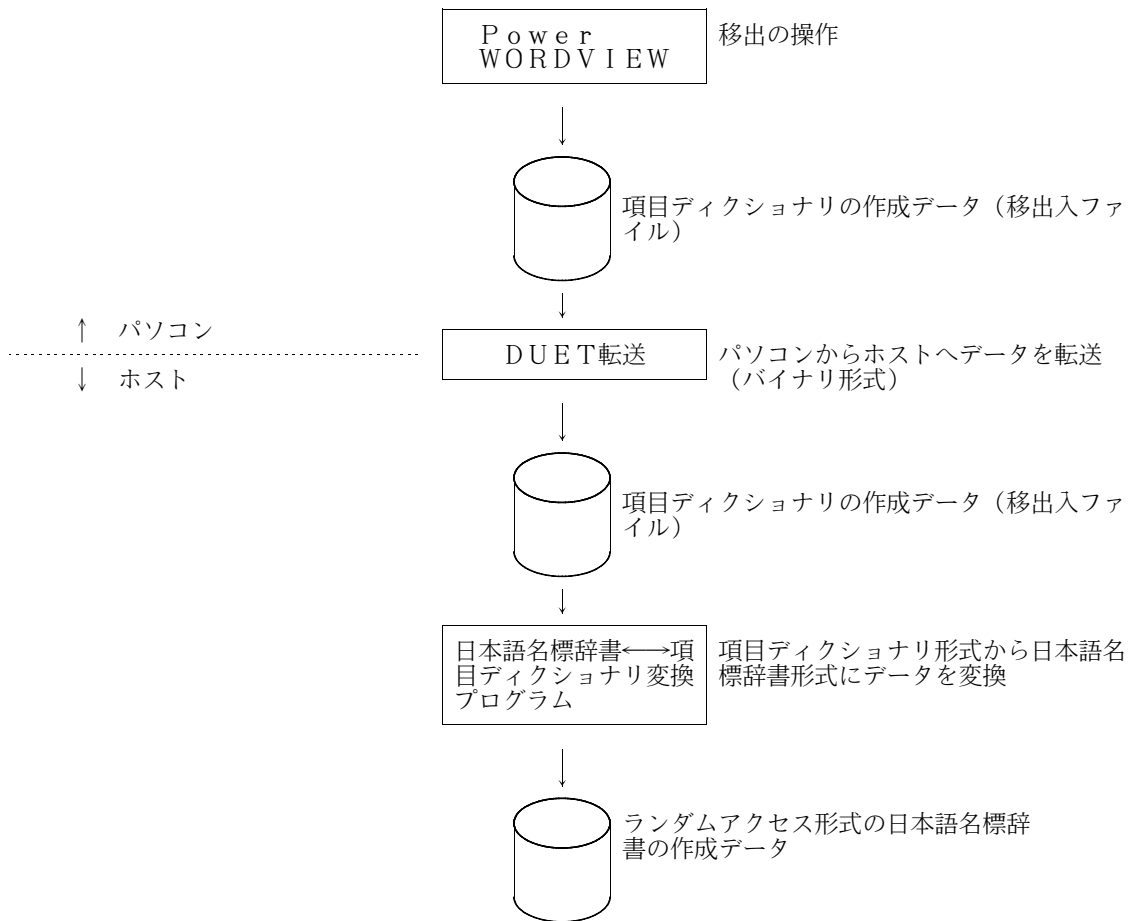 Ｐｏｗｅｒ
ＷＯＲＤＶＩＥＷ
移出の操作
項目ディクショナリの作成データ（移出入ファ
イル）
↑　パソコン
↓　ホスト
ＤＵＥＴ転送
パソコンからホストへデータを転送
（バイナリ形式）
項目ディクショナリの作成データ（移出入ファ
イル）
日本語名標辞書←→項
目ディクショナリ変換
プログラム
項目ディクショナリ形式から日本語名
標辞書形式にデータを変換
ランダムアクセス形式の日本語名標辞
書の作成データ